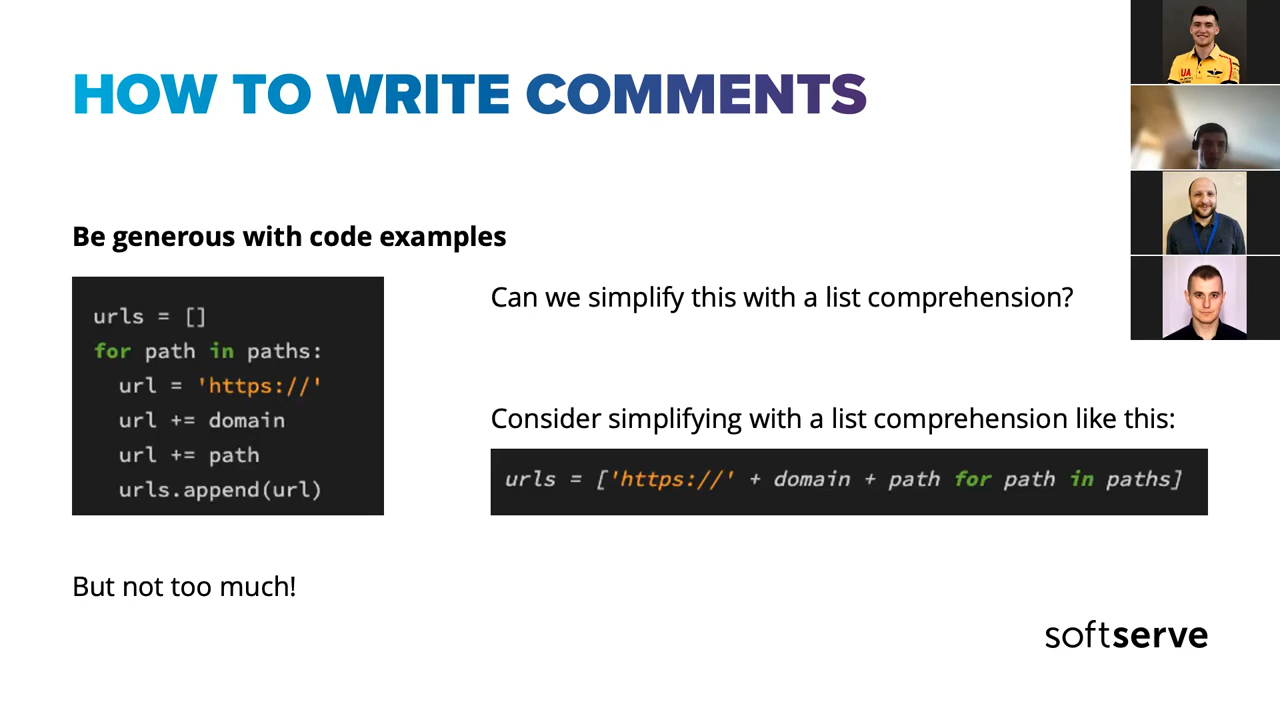 HOW TO WRITE COMMENTS
Be generous with code examples
urls = []
for path in paths:
  url = 'https://'
  url += domain
  url += path
  urls.append(url)
Can we simplify this with a list comprehension?
Consider simplifying with a list comprehension like this:
urls = ['https://' + domain + path for path in paths]
But not too much!
softserve
UA